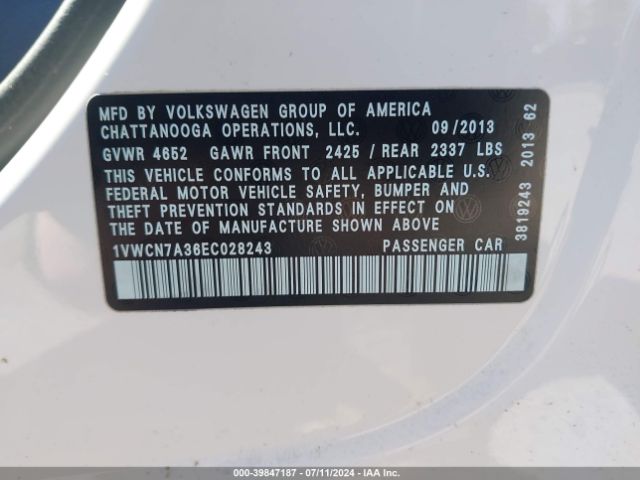 MFD BY VOLKSWAGEN GROUP OF AMERICA
CHATTANOOGA OPERATIONS, LLC. 09/2013
GVWR 4652 GAWR FRONT 2425 / REAR 2337 LBS
THIS VEHICLE CONFORMS TO ALL APPLICABLE U.S.
FEDERAL MOTOR VEHICLE SAFETY, BUMPER AND
THEFT PREVENTION STANDARDS IN EFFECT ON
THE DATE OF MANUFACTURE SHOWN ABOVE
1VWCN7A36EC028243 PASSENGER CAR
3819243 2013 62
000-39847187 - 07/11/2024 - IAA Inc.